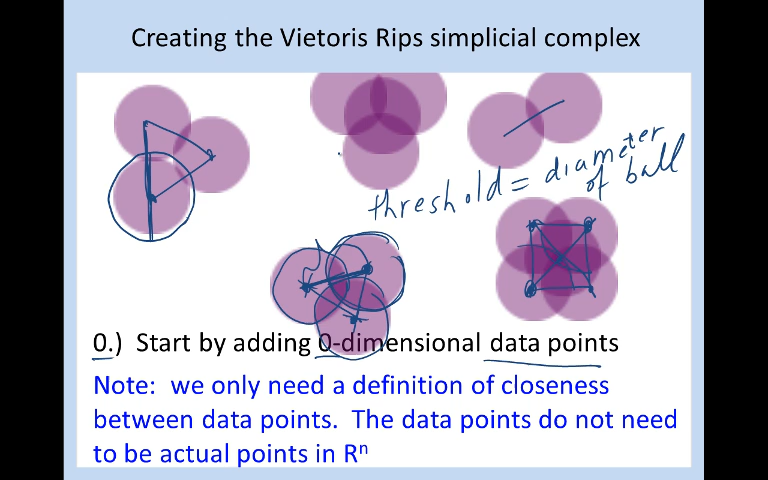 Creating the Vietoris Rips simplicial complex
threshold = diameter
of ball
0.) Start by adding 0-dimensional data points
Note: we only need a definition of closeness
between data points. The data points do not need
to be actual points in Rⁿ